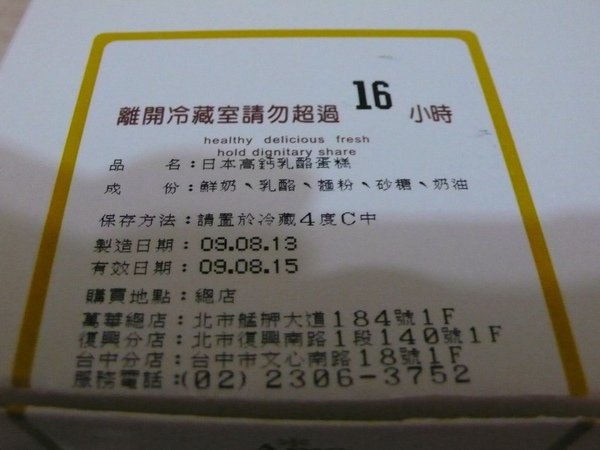 離開冷藏室請勿超過 16 小時
healthy delicious fresh
hold dignitary share
品 名：日本高鈣乳酪蛋糕
成 份：鮮奶、乳酪、麵粉、砂糖、奶油
保存方法：請置於冷藏4度C中
製造日期：09.08.13
有效日期：09.08.15
購買地點：總店
萬華總店：北市艋舺大道184號1F
復興分店：北市復興南路1段140號1F
台中分店：台中市文心南路18號1F
服務電話：(02) 2306-3752